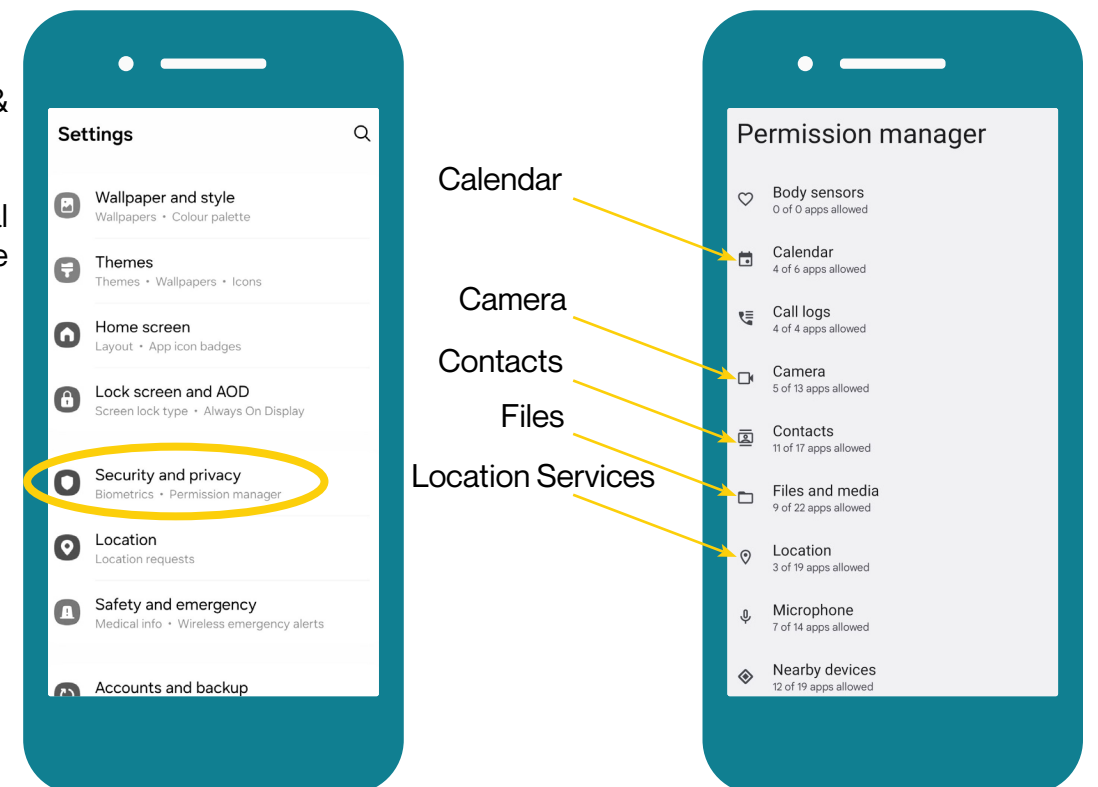 &
al
e
Settings
Wallpaper and style
Wallpapers • Colour palette
Themes
Themes • Wallpapers • Icons
Home screen
Layout • App icon badges
Lock screen and AOD
Screen lock type • Always On Display
Security and privacy
Biometrics • Permission manager
Location
Location requests
Safety and emergency
Medical info • Wireless emergency alerts
Accounts and backup
Calendar
Camera
Contacts
Files
Location Services
Permission manager
Body sensors
0 of 0 apps allowed
Calendar
4 of 6 apps allowed
Call logs
4 of 4 apps allowed
Camera
5 of 13 apps allowed
Contacts
11 of 17 apps allowed
Files and media
9 of 22 apps allowed
Location
3 of 19 apps allowed
Microphone
7 of 14 apps allowed
Nearby devices
12 of 19 apps allowed